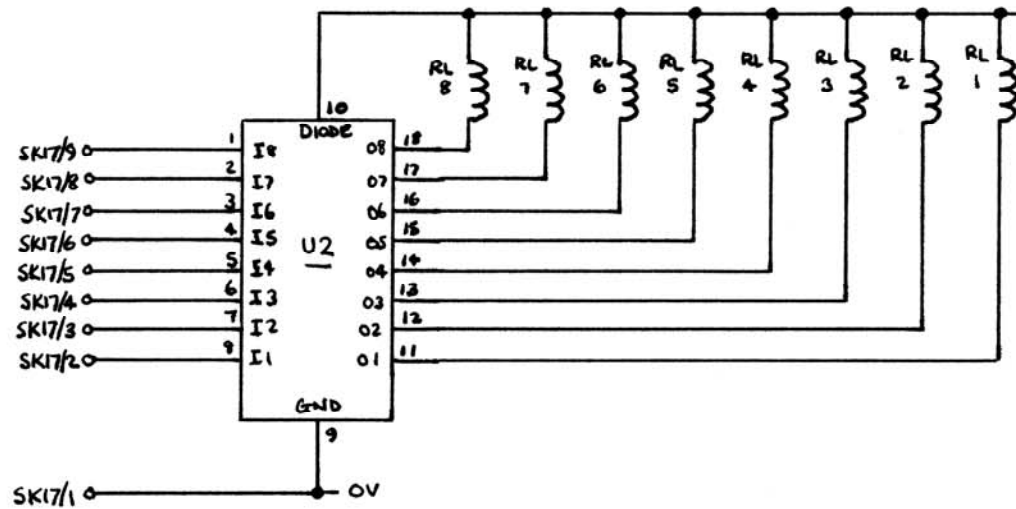 RL 8
RL 7
RL 6
RL 5
RL 4
RL 3
RL 2
RL 1
10
DIODE
SK17/9 1 I8 O8 18
SK17/8 2 I7 O7 17
SK17/7 3 I6 O6 16
SK17/6 4 I5 O5 15
U2
SK17/5 5 I4 O4 14
SK17/4 6 I3 O3 13
SK17/3 7 I2 O2 12
SK17/2 8 I1 O1 11
GND
9
SK17/1 0V